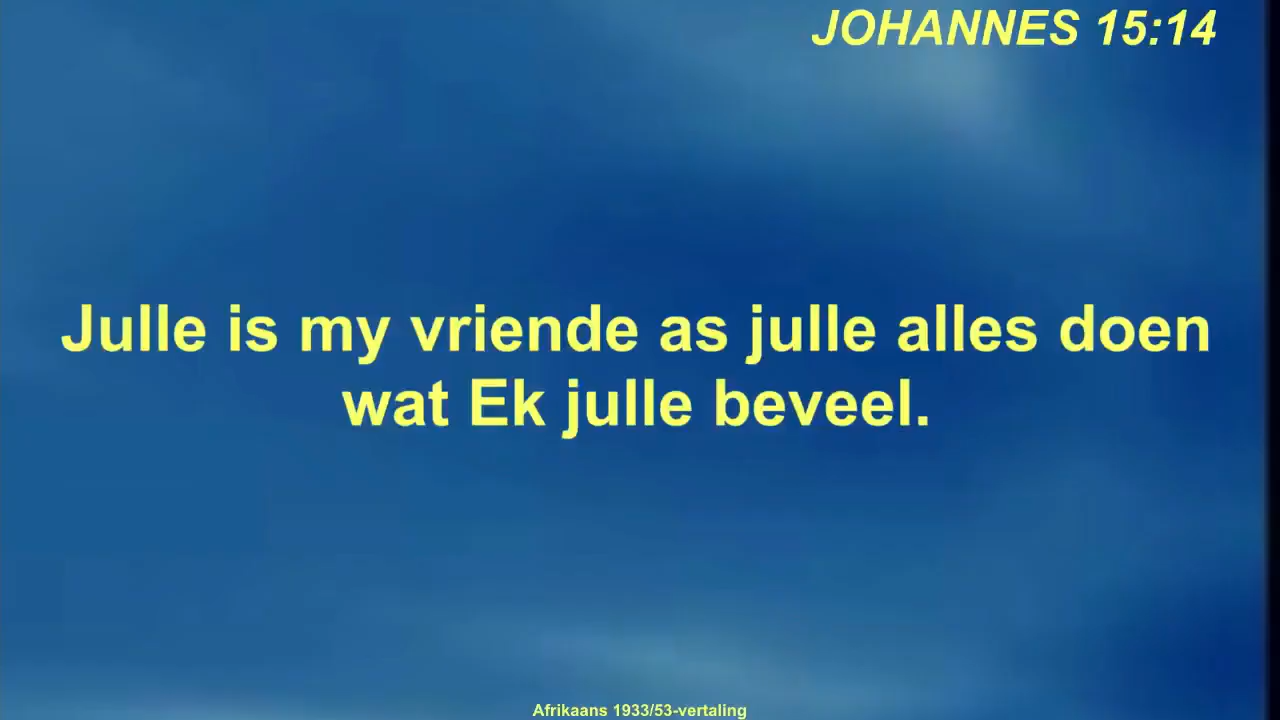 JOHANNES 15:14
Julle is my vriende as julle alles doen
wat Ek julle beveel.
Afrikaans 1933/53-vertaling